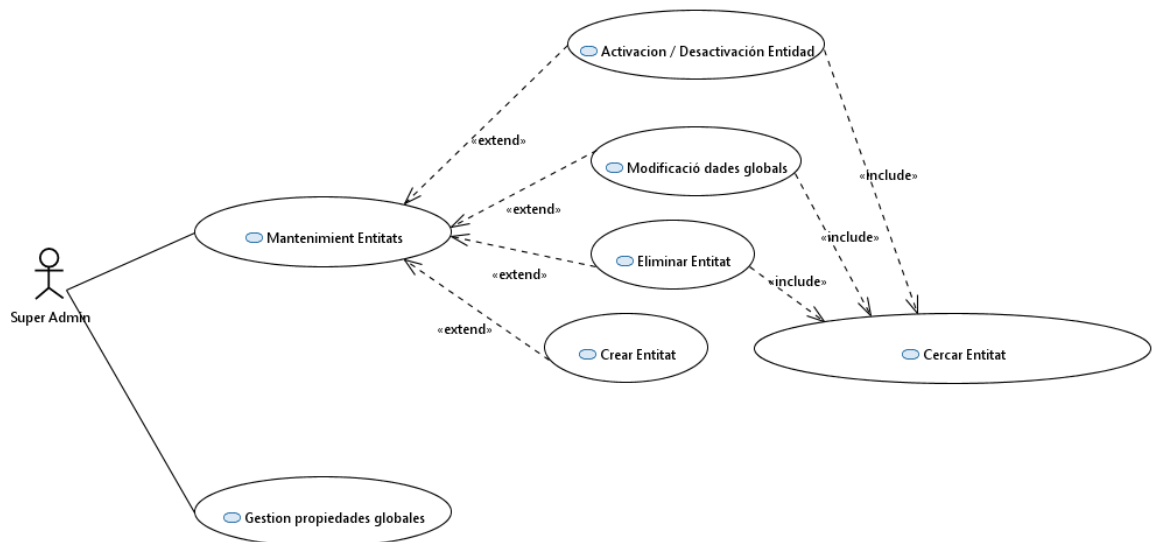 Activacion / Desactivación Entidad
«extend»
Modificació dades globals
«include»
«extend»
Mantenimient Entitats
«include»
Eliminar Entitat
«extend»
«include»
Super Admin
«extend»
Crear Entitat
Cercar Entitat
Gestion propiedades globales